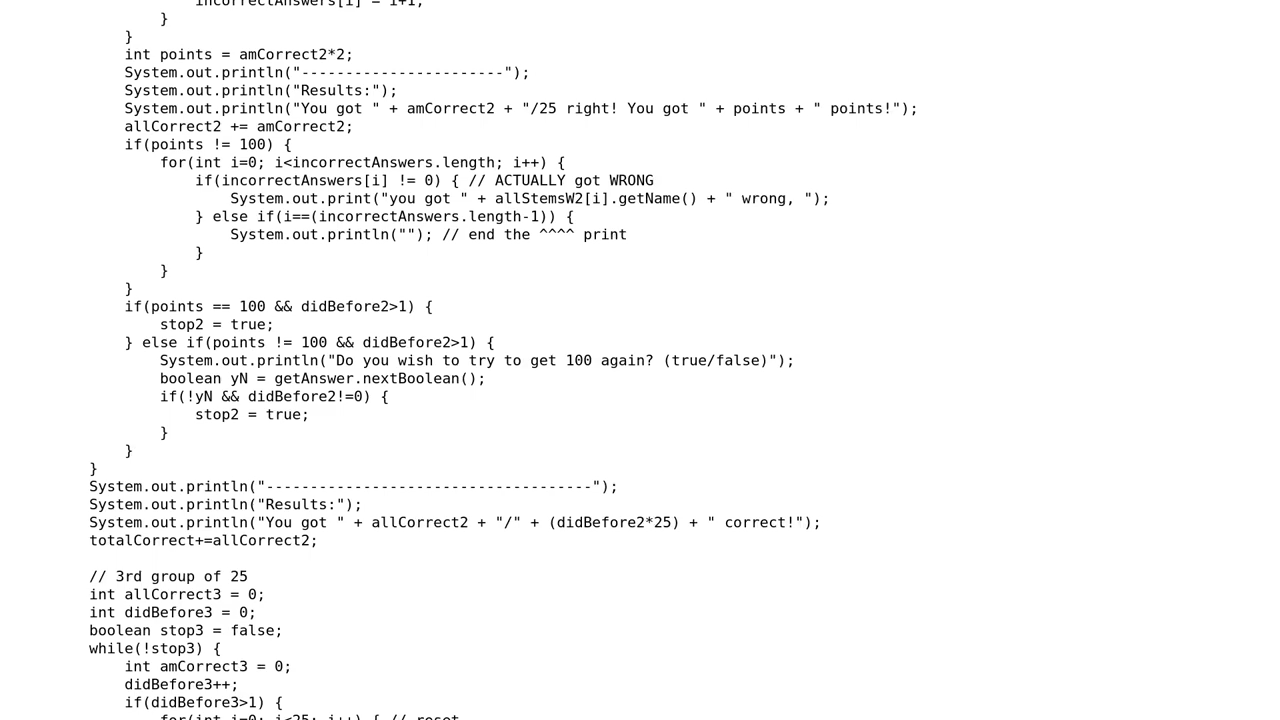 incorrectAnswers[i] = i+1;
}
}
int points = amCorrect2*2;
System.out.println("-----------------------");
System.out.println("Results:");
System.out.println("You got " + amCorrect2 + "/25 right! You got " + points + " points!");
allCorrect2 += amCorrect2;
if(points != 100) {
for(int i=0; i<incorrectAnswers.length; i++) {
if(incorrectAnswers[i] != 0) { // ACTUALLY got WRONG
System.out.print("you got " + allStemsW2[i].getName() + " wrong, ");
} else if(i==(incorrectAnswers.length-1)) {
System.out.println(""); // end the ^^^^ print
}
}
}
if(points == 100 && didBefore2>1) {
stop2 = true;
} else if(points != 100 && didBefore2>1) {
System.out.println("Do you wish to try to get 100 again? (true/false)");
boolean yN = getAnswer.nextBoolean();
if(!yN && didBefore2!=0) {
stop2 = true;
}
}
}
System.out.println("-------------------------------------");
System.out.println("Results:");
System.out.println("You got " + allCorrect2 + "/" + (didBefore2*25) + " correct!");
totalCorrect+=allCorrect2;
// 3rd group of 25
int allCorrect3 = 0;
int didBefore3 = 0;
boolean stop3 = false;
while(!stop3) {
int amCorrect3 = 0;
didBefore3++;
if(didBefore3>1) {
for(int i=0; i<25; i++) { // reset